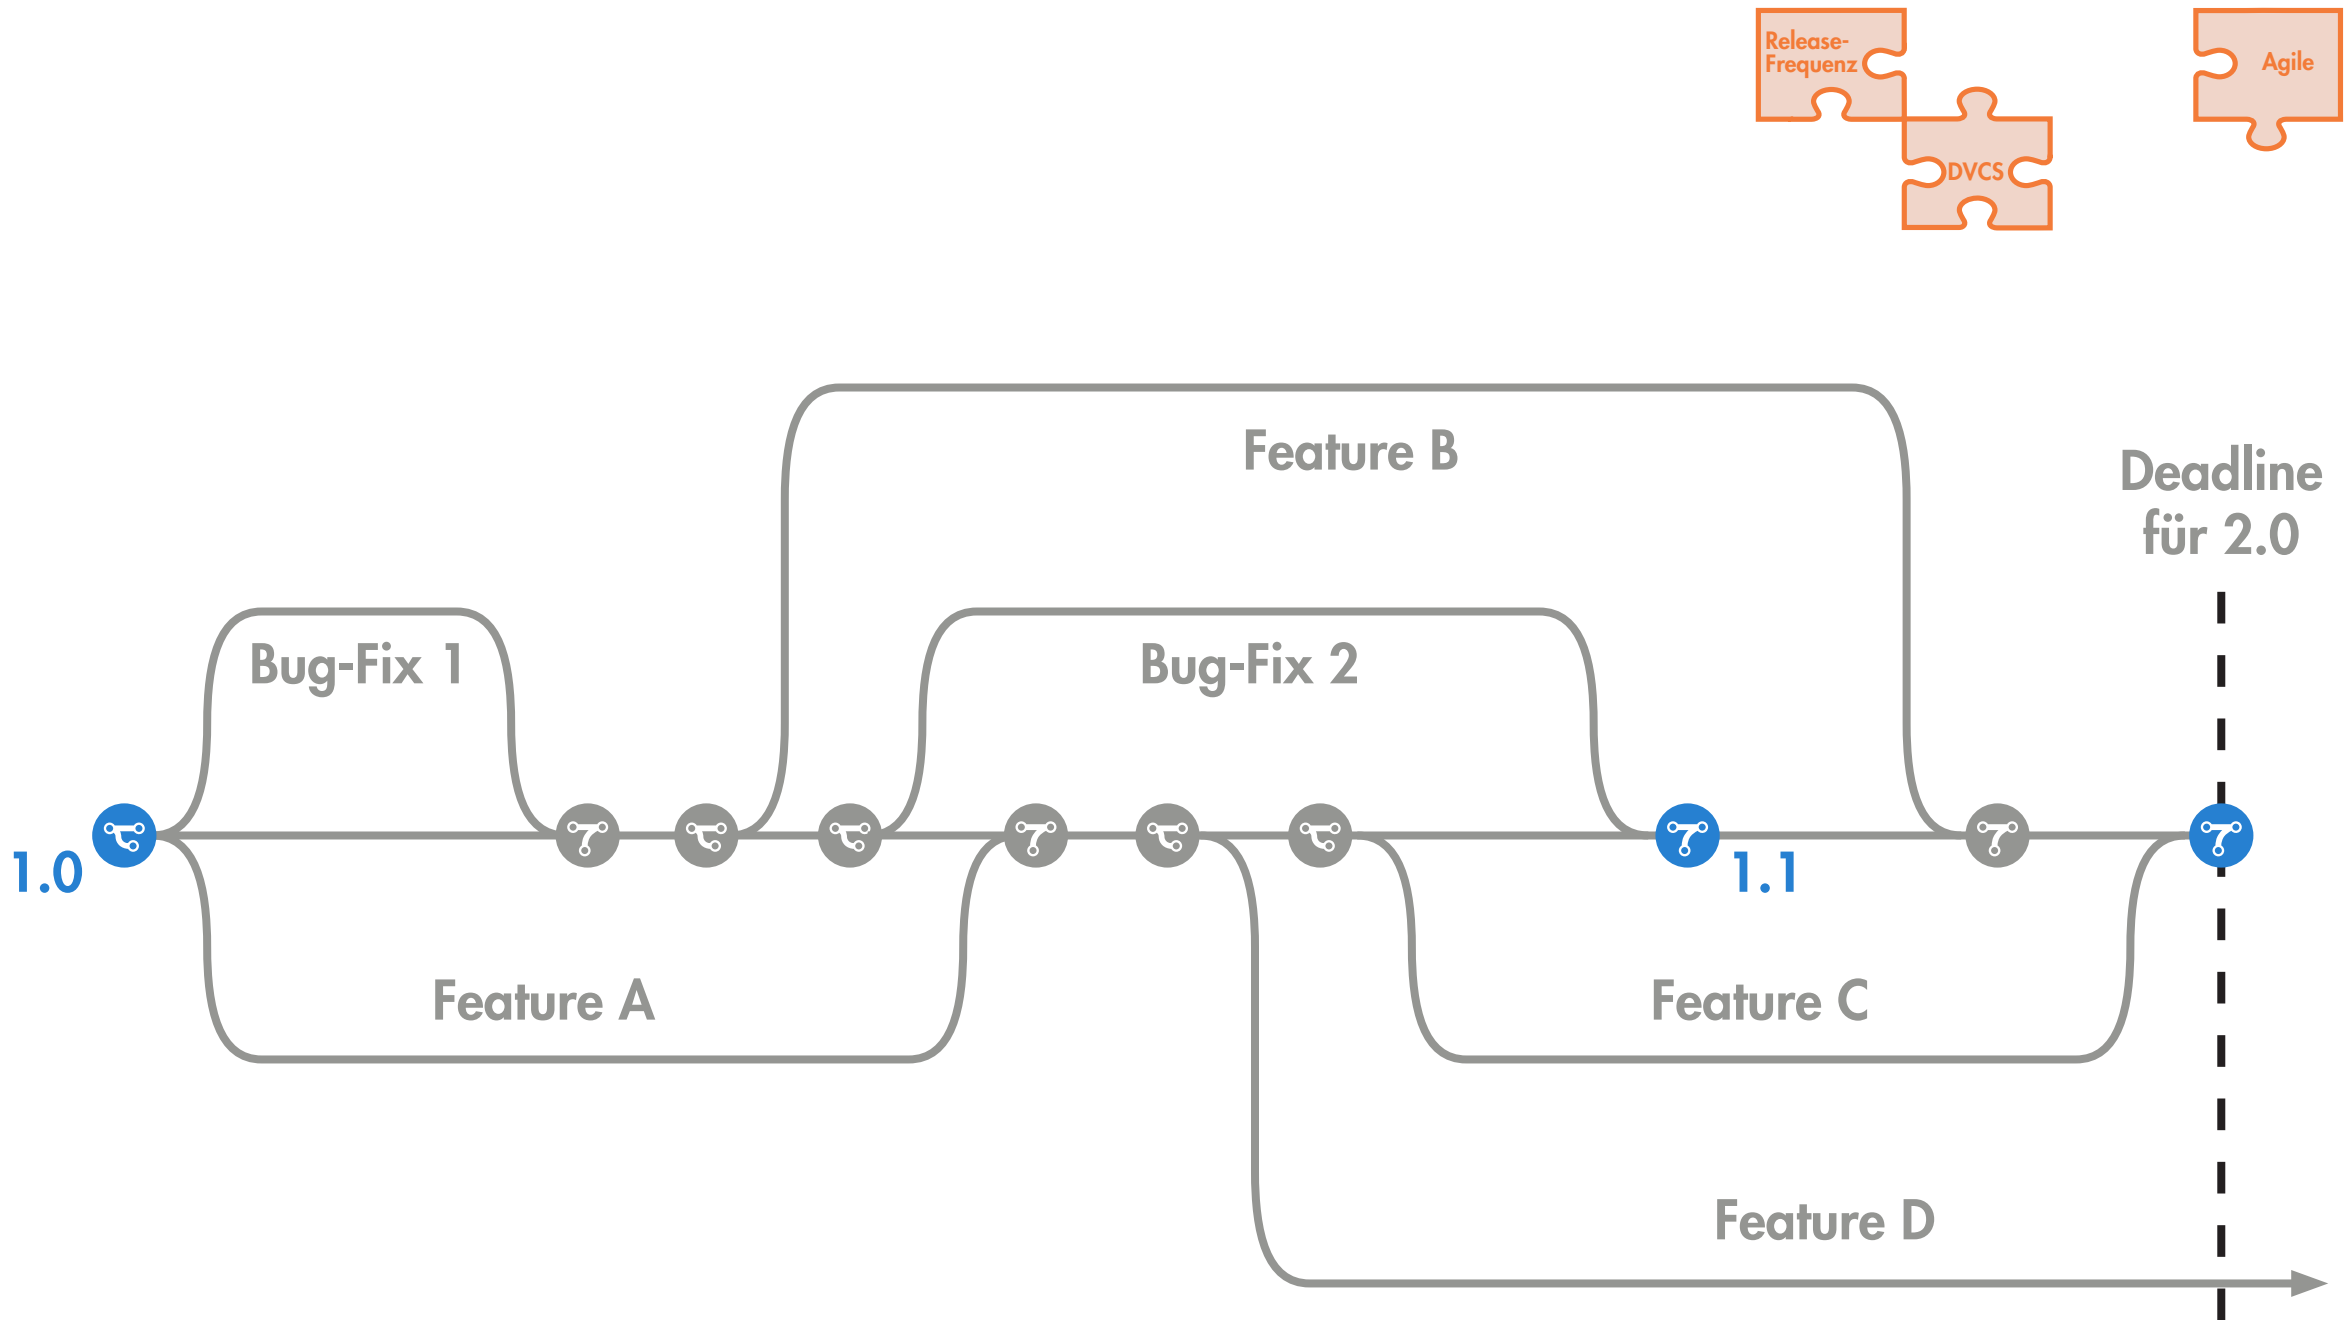 Release-
Frequenz
Agile
DVCS
Feature B
Deadline
für 2.0
Bug-Fix 1
Bug-Fix 2
1.0
1.1
Feature A
Feature C
Feature D